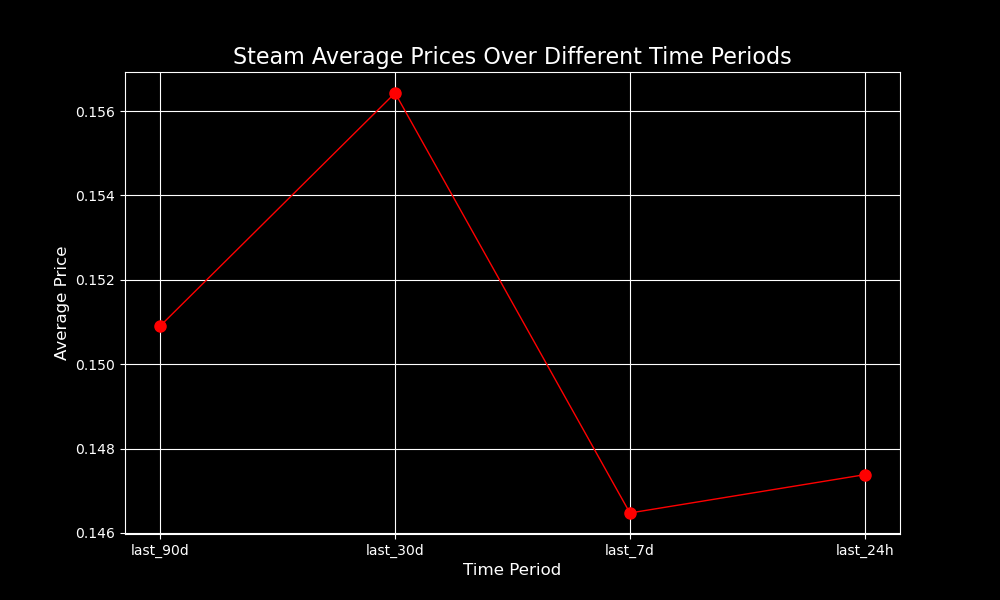 Steam Average Prices Over Different Time Periods
0.156
0.154
0.152
0.150
0.148
0.146
Average Price
last_90d last_30d last_7d last_24h
Time Period